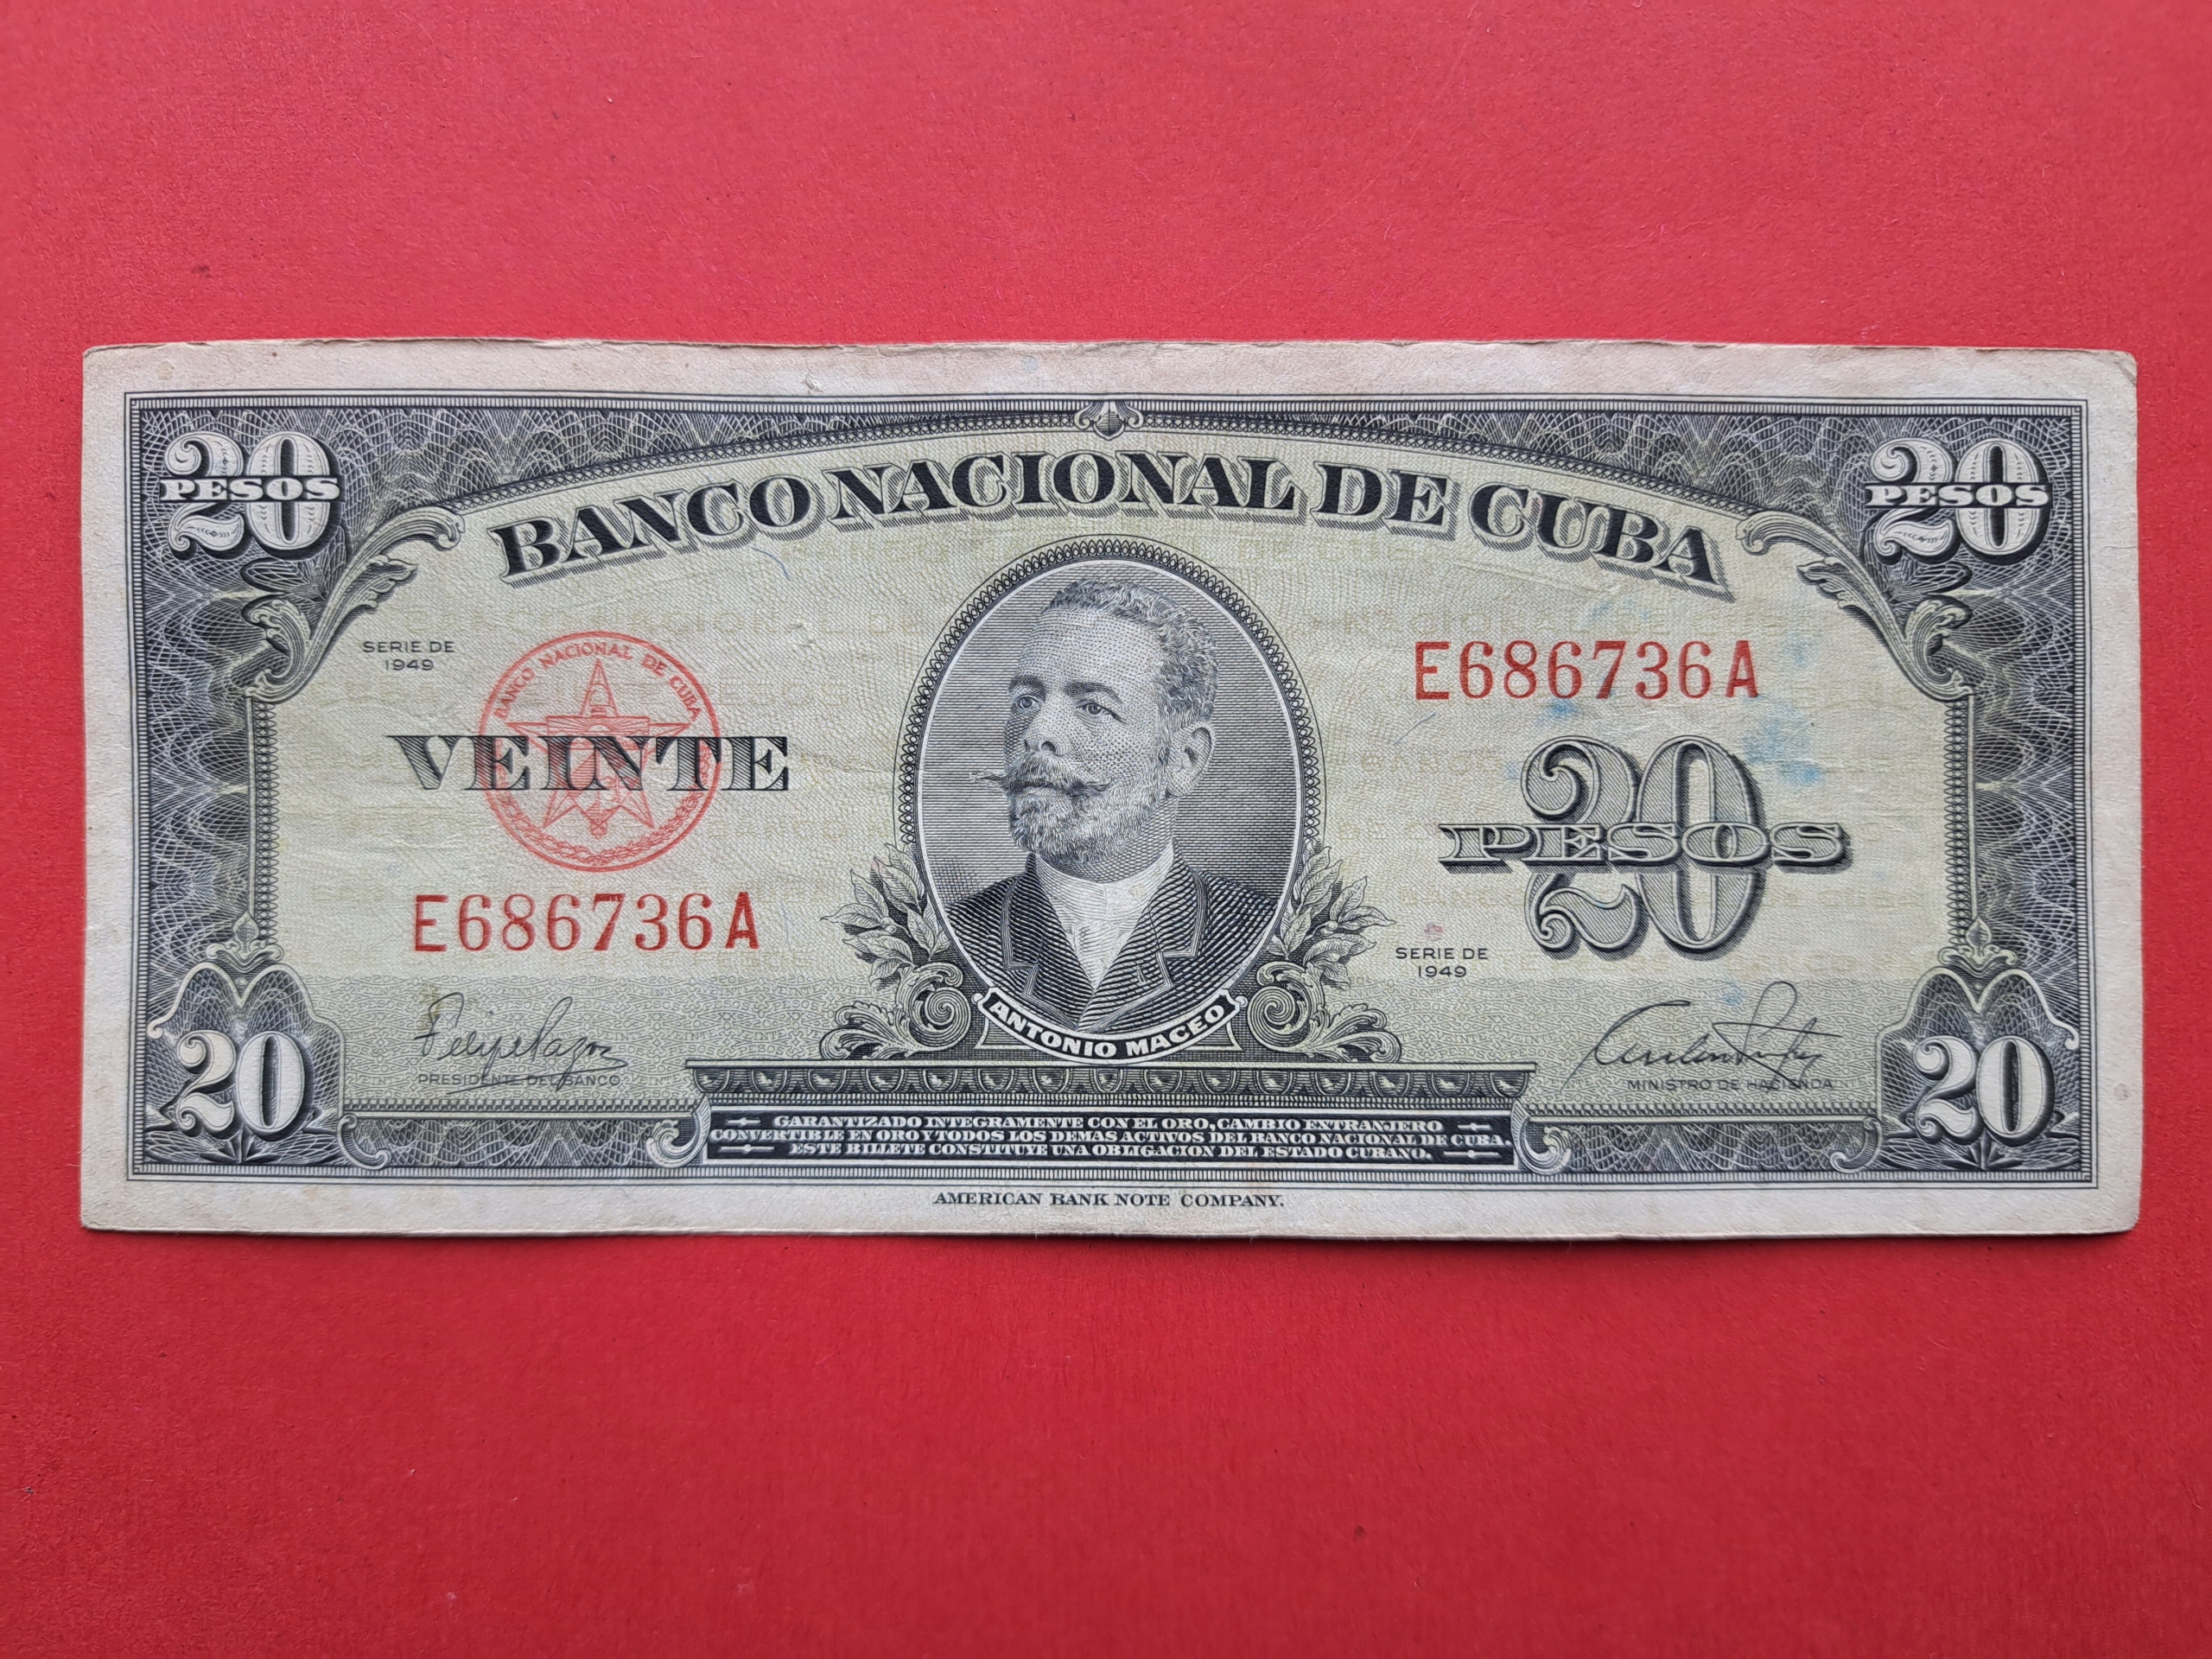 20
PESOS
20
PESOS
BANCO NACIONAL DE CUBA
SERIE DE
1949
BANCO NACIONAL DE CUBA
E686736A
VEINTE
20
PESOS
E686736A
SERIE DE
1949
ANTONIO MACEO
Felipe Pazos
PRESIDENTE DEL BANCO
MINISTRO DE HACIENDA
20
20
GARANTIZADO INTEGRAMENTE CON EL ORO, CAMBIO EXTRANJERO
CONVERTIBLE EN ORO Y TODOS LOS DEMAS ACTIVOS DEL BANCO NACIONAL DE CUBA.
ESTE BILLETE CONSTITUYE UNA OBLIGACION DEL ESTADO CUBANO.
AMERICAN BANK NOTE COMPANY.